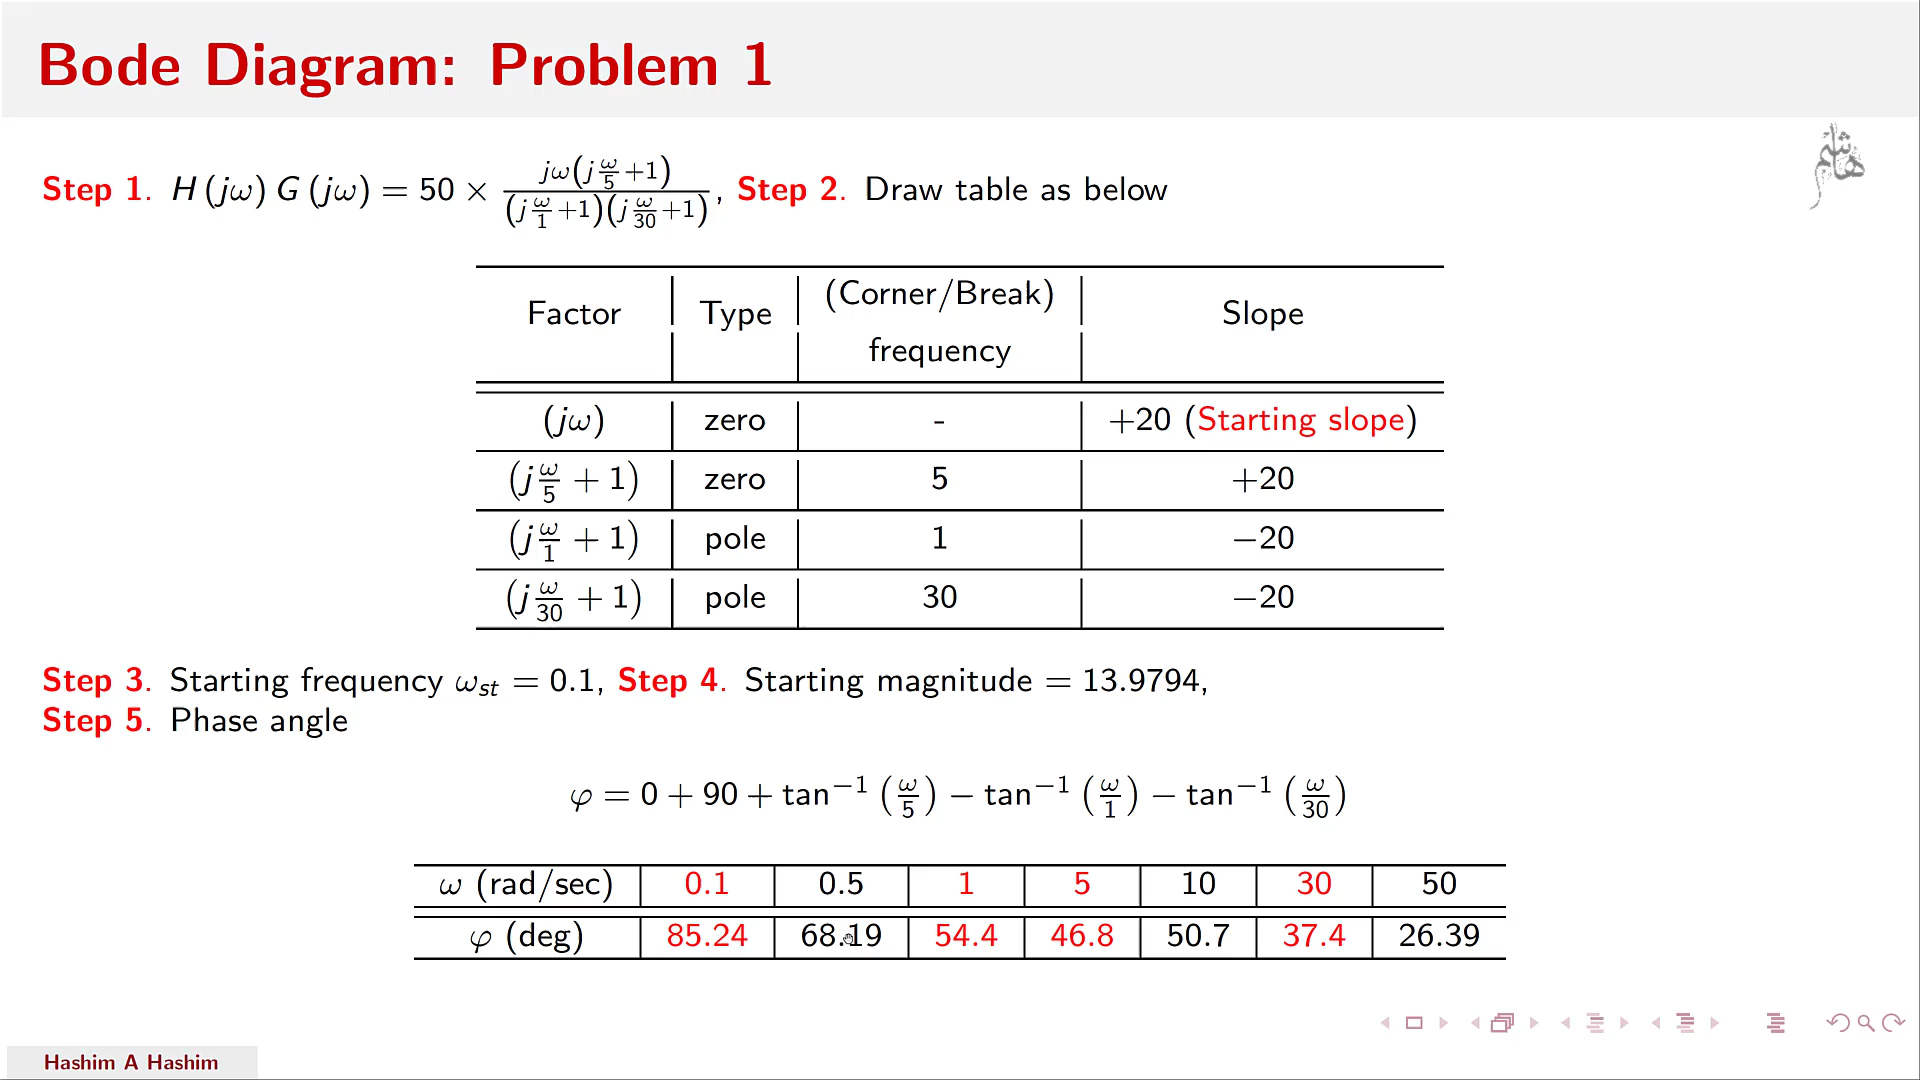 Bode Diagram: Problem 1
هاشم
Step 1. H (jω) G (jω) = 50 × jω(j ω/5 +1) / (j ω/1 +1)(j ω/30 +1), Step 2. Draw table as below
Factor | Type | (Corner/Break) frequency | Slope
(jω) | zero | - | +20 (Starting slope)
(j ω/5 + 1) | zero | 5 | +20
(j ω/1 + 1) | pole | 1 | −20
(j ω/30 + 1) | pole | 30 | −20
Step 3. Starting frequency ωst = 0.1, Step 4. Starting magnitude = 13.9794,
Step 5. Phase angle
φ = 0 + 90 + tan−1 (ω/5) − tan−1 (ω/1) − tan−1 (ω/30)
ω (rad/sec) | 0.1 | 0.5 | 1 | 5 | 10 | 30 | 50
φ (deg) | 85.24 | 68.19 | 54.4 | 46.8 | 50.7 | 37.4 | 26.39
Hashim A Hashim